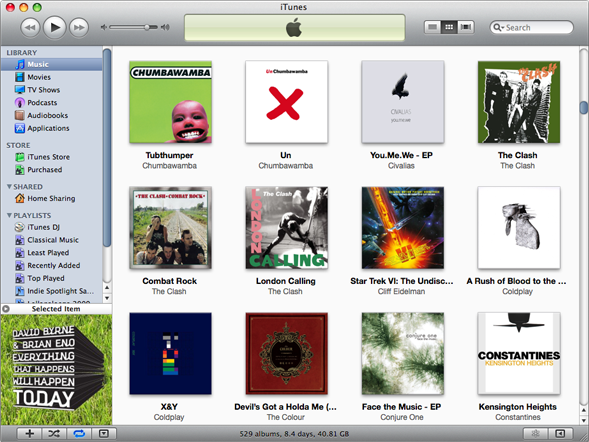 iTunes
Search
LIBRARY
Music
Movies
TV Shows
Podcasts
Audiobooks
Applications
STORE
iTunes Store
Purchased
SHARED
Home Sharing
PLAYLISTS
iTunes DJ
Classical Music
Least Played
Recently Added
Top Played
Indie Spotlight Sa...
Selected Item
DAVID BYRNE
& BRIAN ENO
EVERYTHING
THAT HAPPENS
WILL HAPPEN
TODAY
CHUMBAWAMBA
Un Chumbawamba
CIVALIAS
you.me.we
THE CLASH
Tubthumper
Un
You.Me.We - EP
The Clash
Chumbawamba
Chumbawamba
Civalias
The Clash
THE CLASH · COMBAT ROCK
THE CLASH
LONDON
CALLING
VI
Combat Rock
London Calling
Star Trek VI: The Undisc...
A Rush of Blood to the ...
The Clash
The Clash
Cliff Eidelman
Coldplay
THE
COLOUR
conjure one
CONSTANTINES
KENSINGTON HEIGHTS
X&Y
Devil's Got a Holda Me (...
Face the Music - EP
Kensington Heights
Coldplay
The Colour
Conjure One
Constantines
529 albums, 8.4 days, 40.81 GB